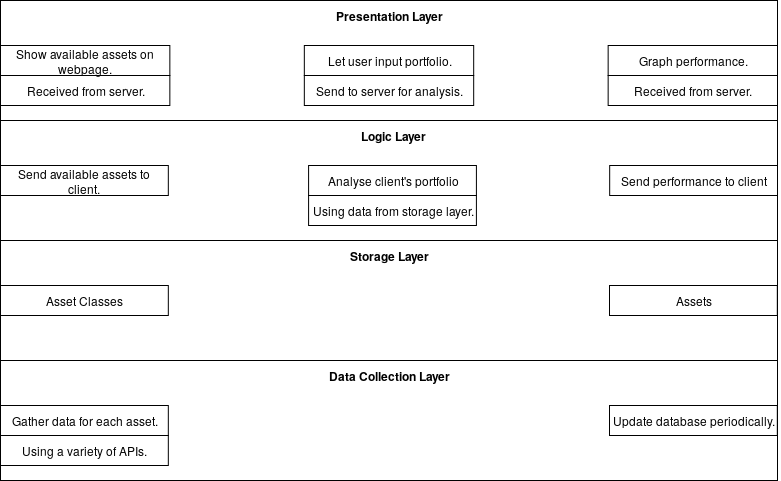 Presentation Layer
Show available assets on
webpage.
Received from server.
Let user input portfolio.
Send to server for analysis.
Graph performance.
Received from server.
Logic Layer
Send available assets to
client.
Analyse client's portfolio
Using data from storage layer.
Send performance to client
Storage Layer
Asset Classes
Assets
Data Collection Layer
Gather data for each asset.
Using a variety of APIs.
Update database periodically.